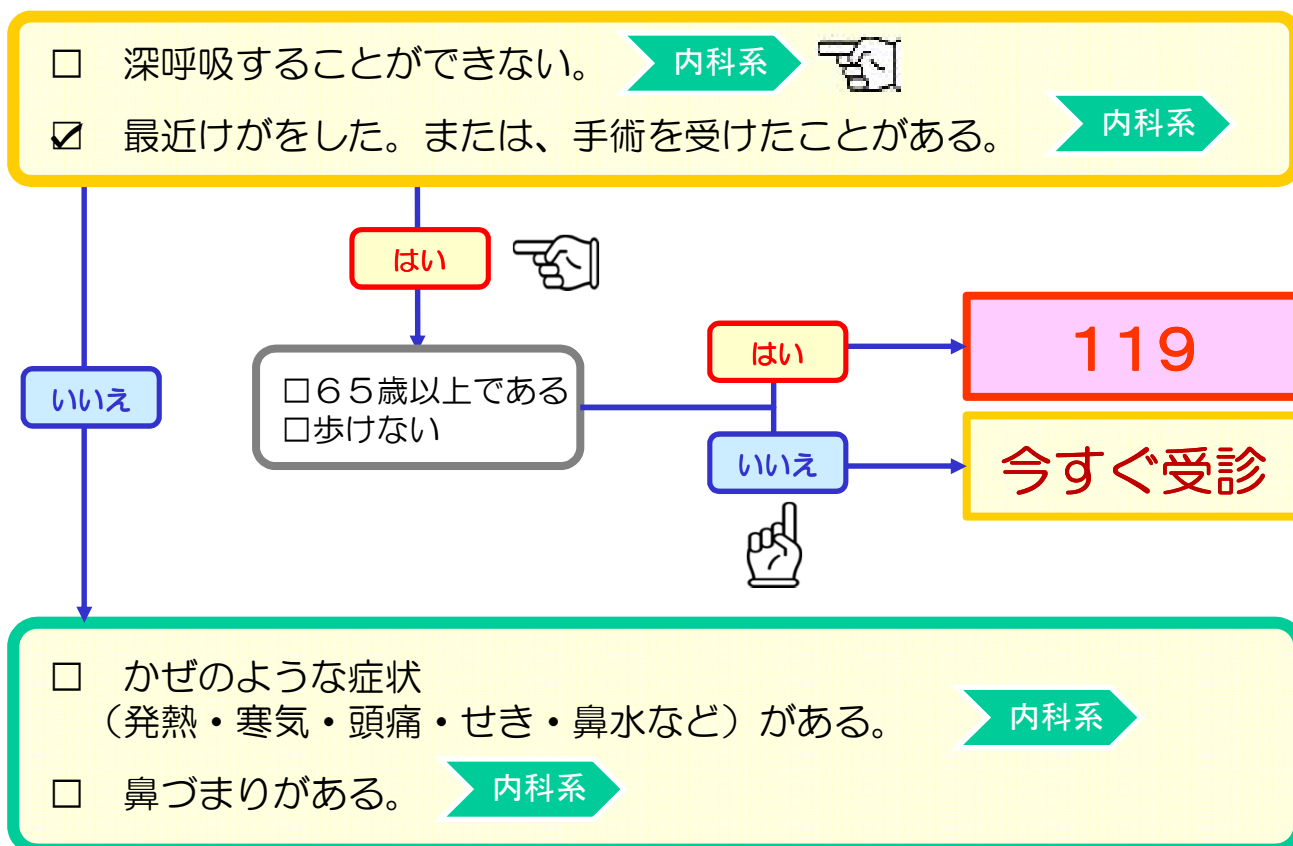 □ 深呼吸することができない。 内科系
☑ 最近けがをした。または、手術を受けたことがある。 内科系
はい
□65歳以上である
□歩けない
はい
119
いいえ
いいえ
今すぐ受診
□ かぜのような症状
(発熱・寒気・頭痛・せき・鼻水など)がある。 内科系
□ 鼻づまりがある。 内科系